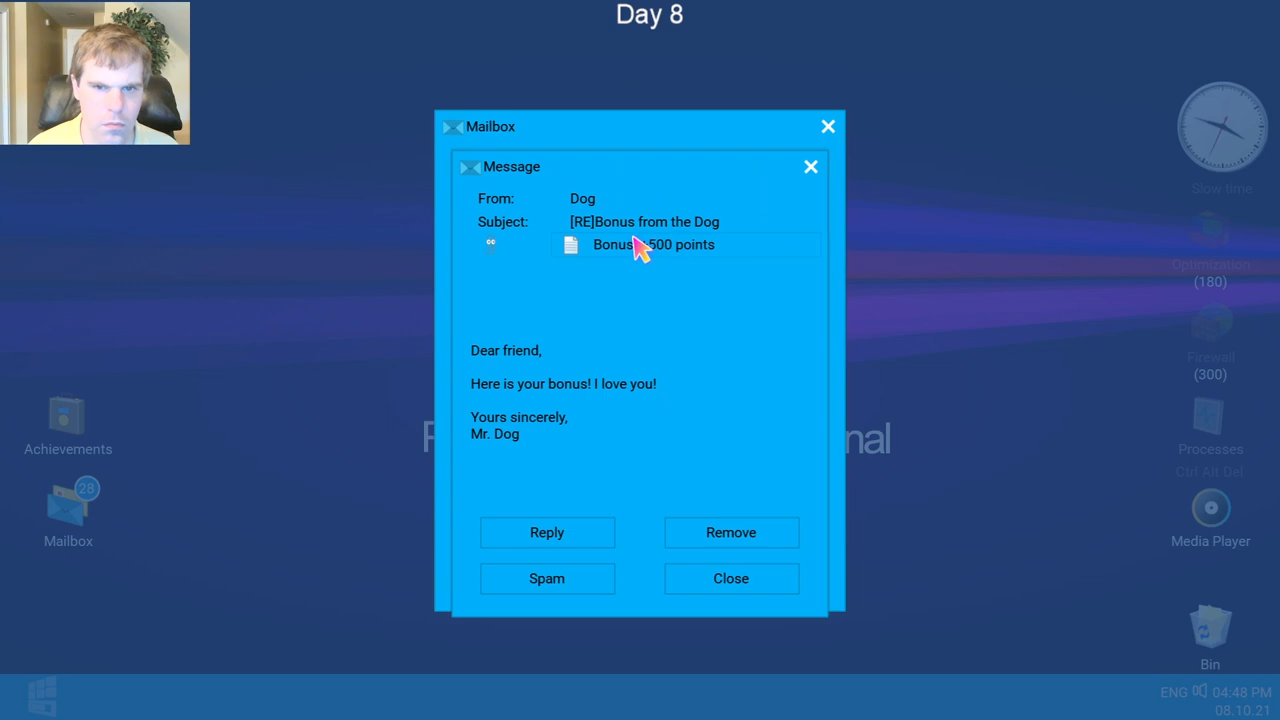 Day 8
Mailbox
Message
From: Dog
Subject: [RE]Bonus from the Dog
500 points
Dear friend,
Here is your bonus! I love you!
Yours sincerely,
Mr. Dog
Reply
Remove
Spam
Close
Achievements
28
Mailbox
Slow time
Optimization
(180)
Firewall
(300)
Processes
Ctrl Alt Del
Media Player
Bin
ENG 04:48 PM
08.10.21